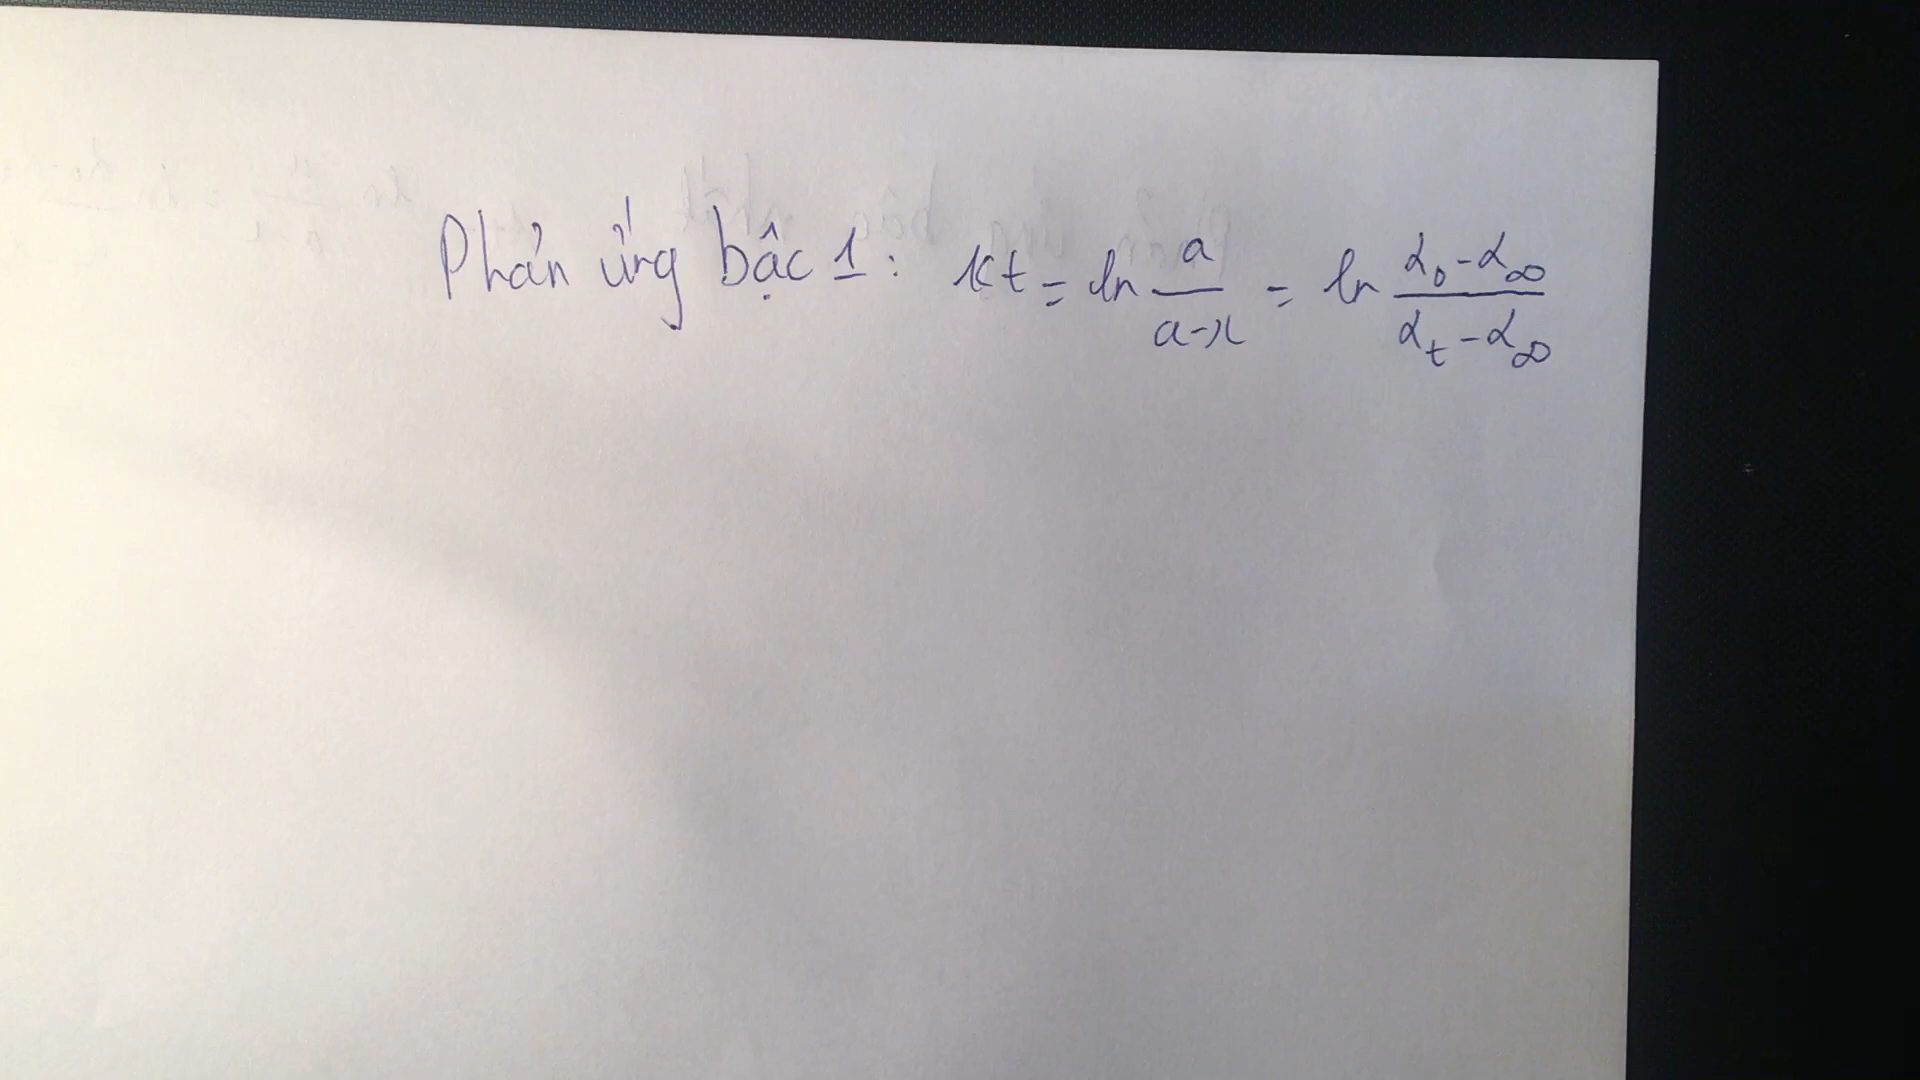 Phản ứng bậc 1: kt = ln a/(a-x) = ln (α₀-α∞)/(αₜ-α∞)